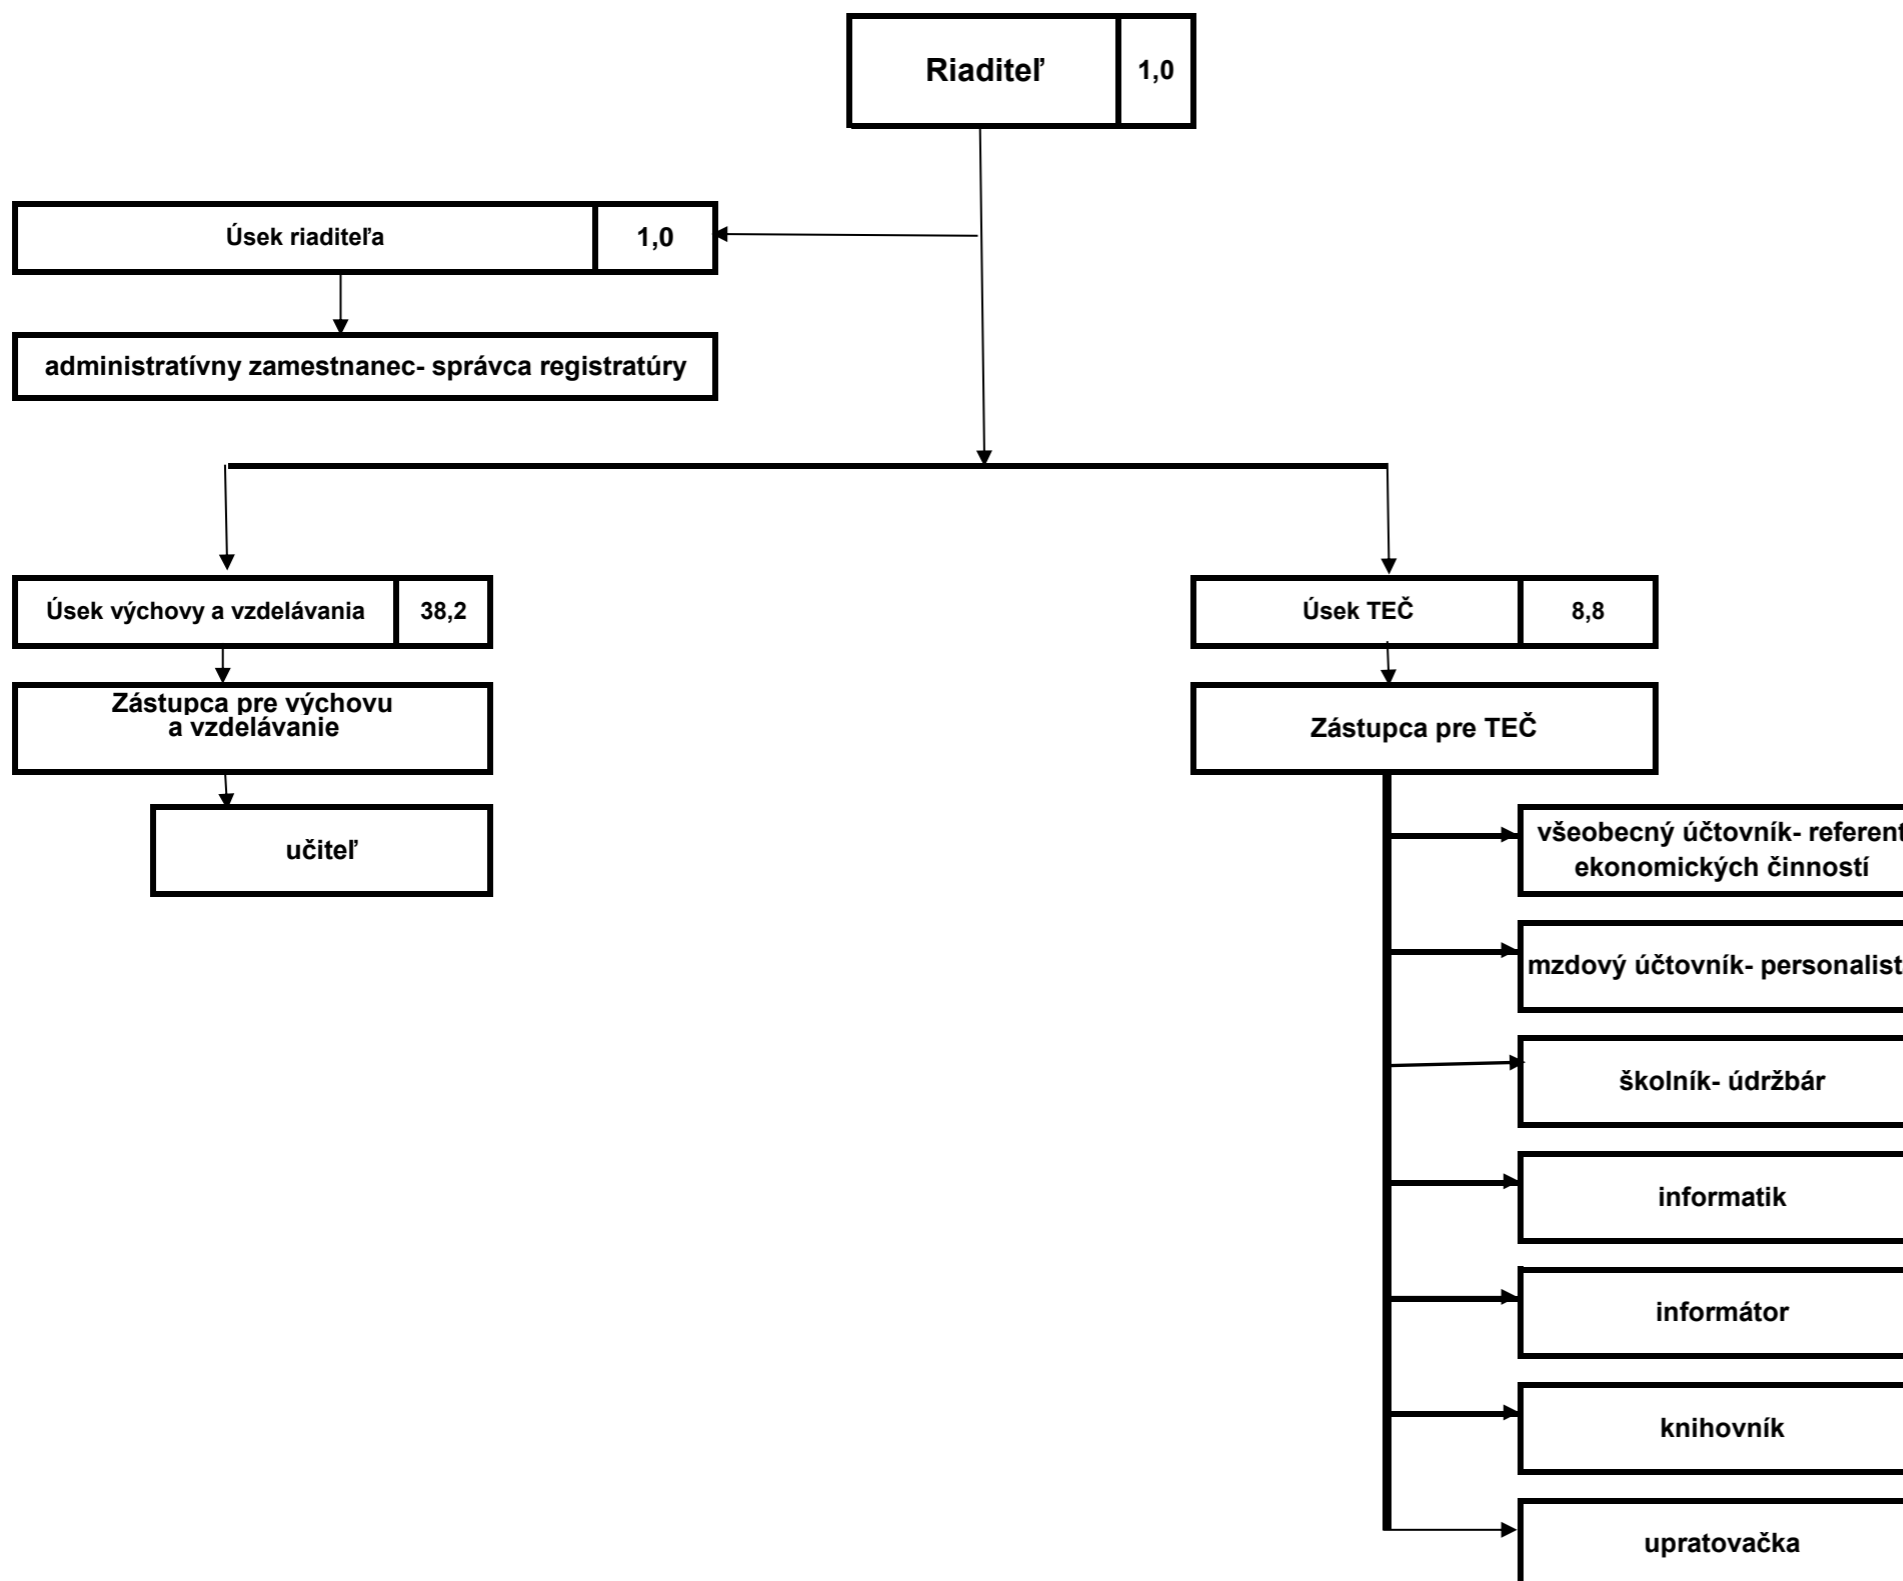 Riaditeľ 1,0
Úsek riaditeľa 1,0
administratívny zamestnanec- správca registratúry
Úsek výchovy a vzdelávania 38,2
Úsek TEČ 8,8
Zástupca pre výchovu
a vzdelávanie
Zástupca pre TEČ
učiteľ
všeobecný účtovník- referent
ekonomických činností
mzdový účtovník- personalist
školník- údržbár
informatik
informátor
knihovník
upratovačka